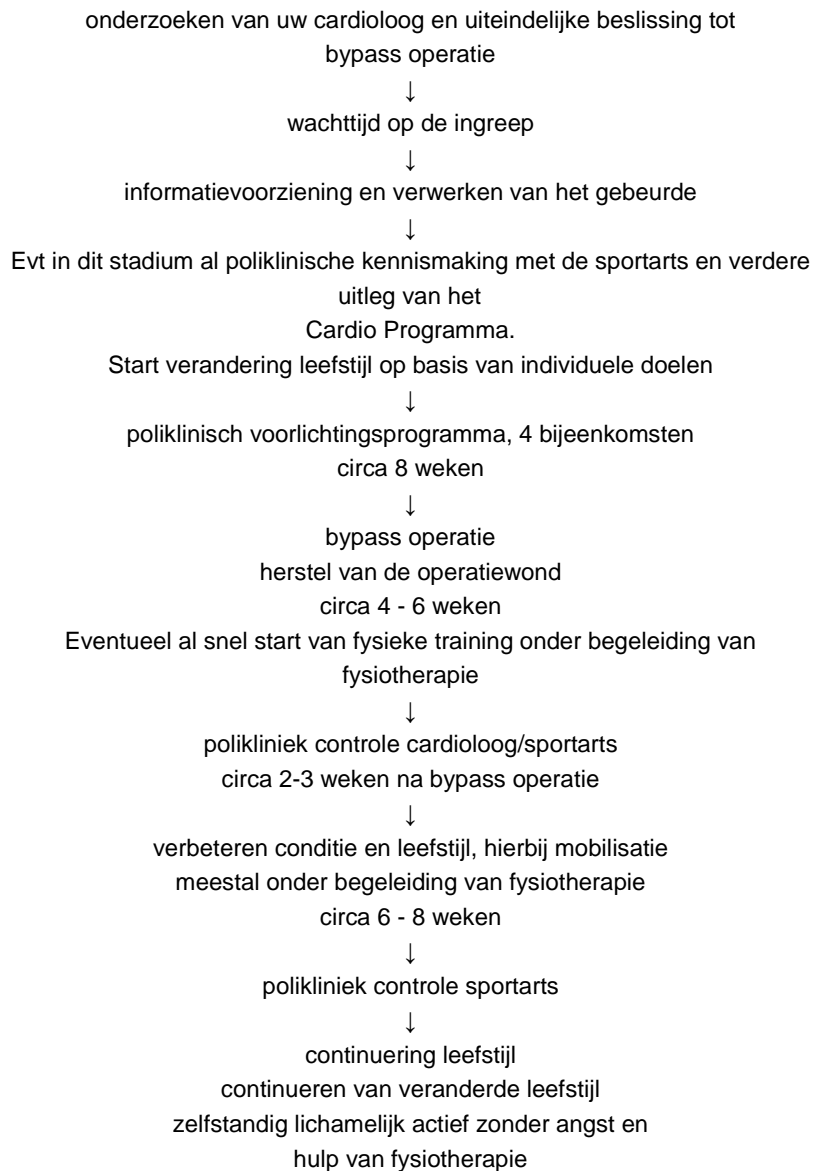 onderzoeken van uw cardioloog en uiteindelijke beslissing tot
bypass operatie
↓
wachttijd op de ingreep
↓
informatievoorziening en verwerken van het gebeurde
↓
Evt in dit stadium al poliklinische kennismaking met de sportarts en verdere
uitleg van het
Cardio Programma.
Start verandering leefstijl op basis van individuele doelen
↓
poliklinisch voorlichtingsprogramma, 4 bijeenkomsten
circa 8 weken
↓
bypass operatie
herstel van de operatiewond
circa 4 - 6 weken
Eventueel al snel start van fysieke training onder begeleiding van
fysiotherapie
↓
polikliniek controle cardioloog/sportarts
circa 2-3 weken na bypass operatie
↓
verbeteren conditie en leefstijl, hierbij mobilisatie
meestal onder begeleiding van fysiotherapie
circa 6 - 8 weken
↓
polikliniek controle sportarts
↓
continuering leefstijl
continueren van veranderde leefstijl
zelfstandig lichamelijk actief zonder angst en
hulp van fysiotherapie